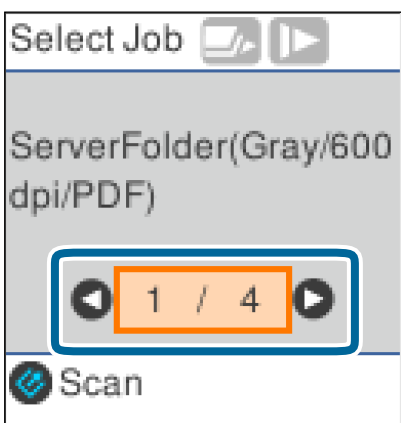 Select Job
ServerFolder(Gray/600
dpi/PDF)
1 / 4
Scan